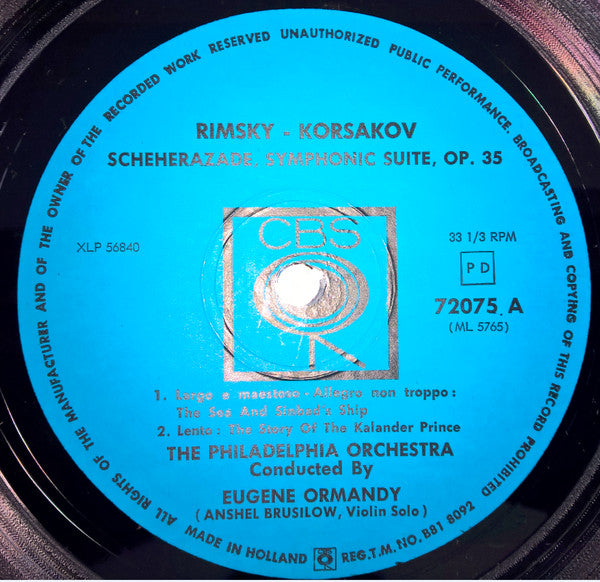 ALL RIGHTS OF THE MANUFACTURER AND OF THE OWNER OF THE RECORDED WORK RESERVED UNAUTHORIZED PUBLIC PERFORMANCE, BROADCASTING AND COPYING OF THIS RECORD PROHIBITED
RIMSKY - KORSAKOV
SCHEHERAZADE, SYMPHONIC SUITE, OP. 35
CBS
XLP 56840
33 1/3 RPM
PD
72075 A
(ML 5765)
1. Largo e maestoso - Allegro non troppo :
The Sea And Sinbad's Ship
2. Lento : The Story Of The Kalander Prince
THE PHILADELPHIA ORCHESTRA
Conducted By
EUGENE ORMANDY
(ANSHEL BRUSILOW, Violin Solo)
MADE IN HOLLAND
CBS
REG.T.M.NO. B81 8092